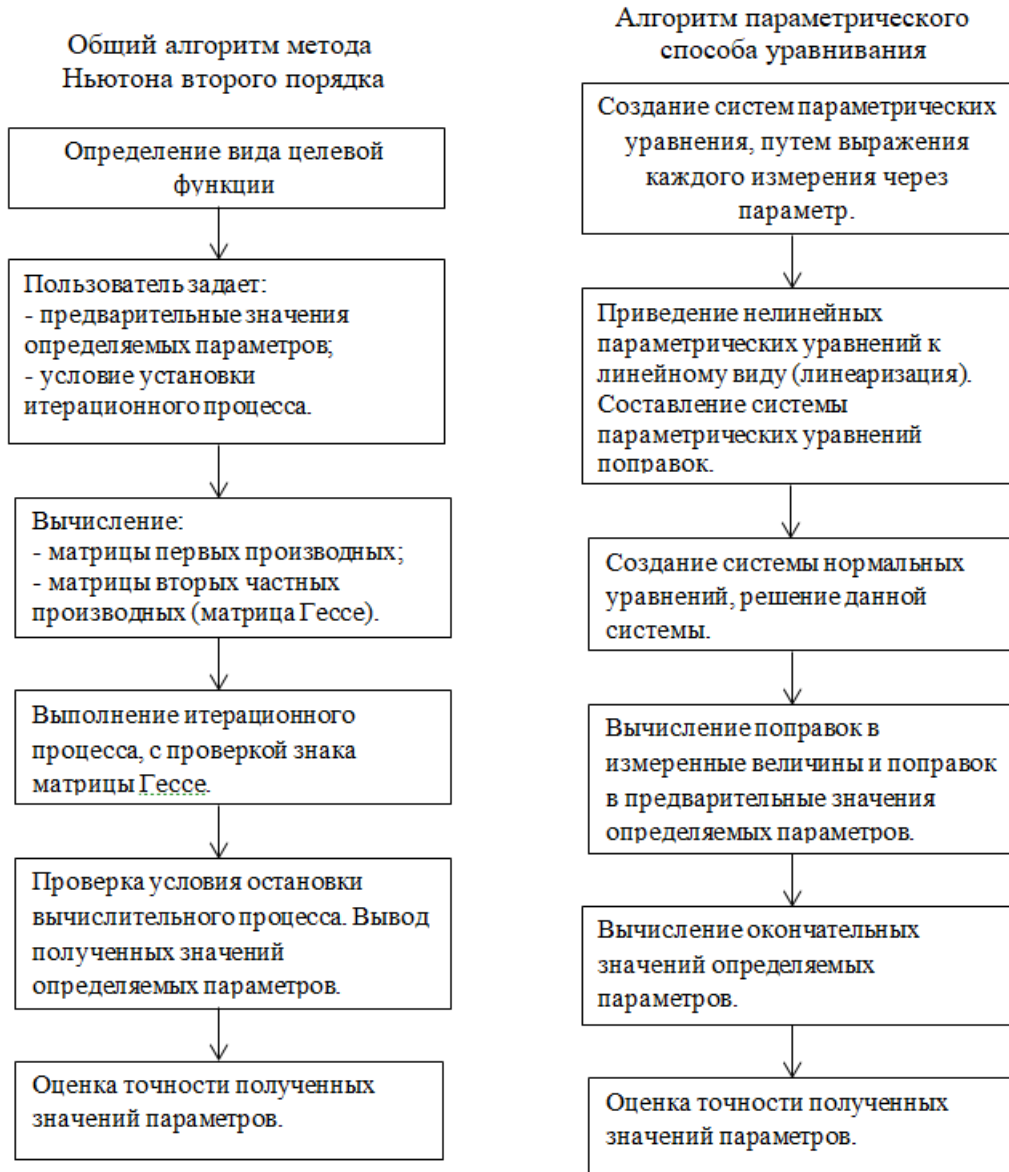 Общий алгоритм метода
Ньютона второго порядка
Определение вида целевой
функции
Пользователь задает:
- предварительные значения
определяемых параметров;
- условие установки
итерационного процесса.
Вычисление:
- матрицы первых производных;
- матрицы вторых частных
производных (матрица Гессе).
Выполнение итерационного
процесса, с проверкой знака
матрицы Гессе.
Проверка условия остановки
вычислительного процесса. Вывод
полученных значений
определяемых параметров.
Оценка точности полученных
значений параметров.
Алгоритм параметрического
способа уравнивания
Создание систем параметрических
уравнения, путем выражения
каждого измерения через
параметр.
Приведение нелинейных
параметрических уравнений к
линейному виду (линеаризация).
Составление системы
параметрических уравнений
поправок.
Создание системы нормальных
уравнений, решение данной
системы.
Вычисление поправок в
измеренные величины и поправок
в предварительные значения
определяемых параметров.
Вычисление окончательных
значений определяемых
параметров.
Оценка точности полученных
значений параметров.